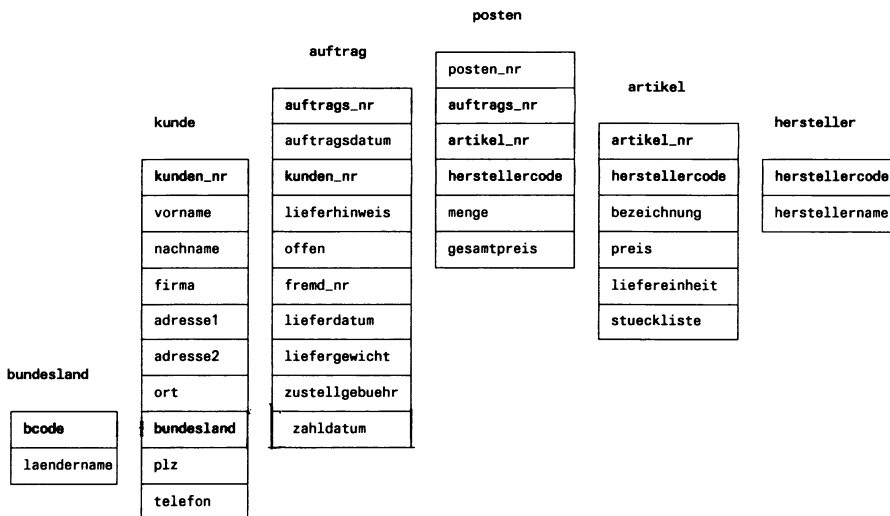 bundesland
bcode
laendername
kunde
kunden_nr
vorname
nachname
firma
adresse1
adresse2
ort
bundesland
plz
telefon
auftrag
auftrags_nr
auftragsdatum
kunden_nr
lieferhinweis
offen
fremd_nr
lieferdatum
liefergewicht
zustellgebuehr
zahldatum
posten
posten_nr
auftrags_nr
artikel_nr
herstellercode
menge
gesamtpreis
artikel
artikel_nr
herstellercode
bezeichnung
preis
liefereinheit
stueckliste
hersteller
herstellercode
herstellername